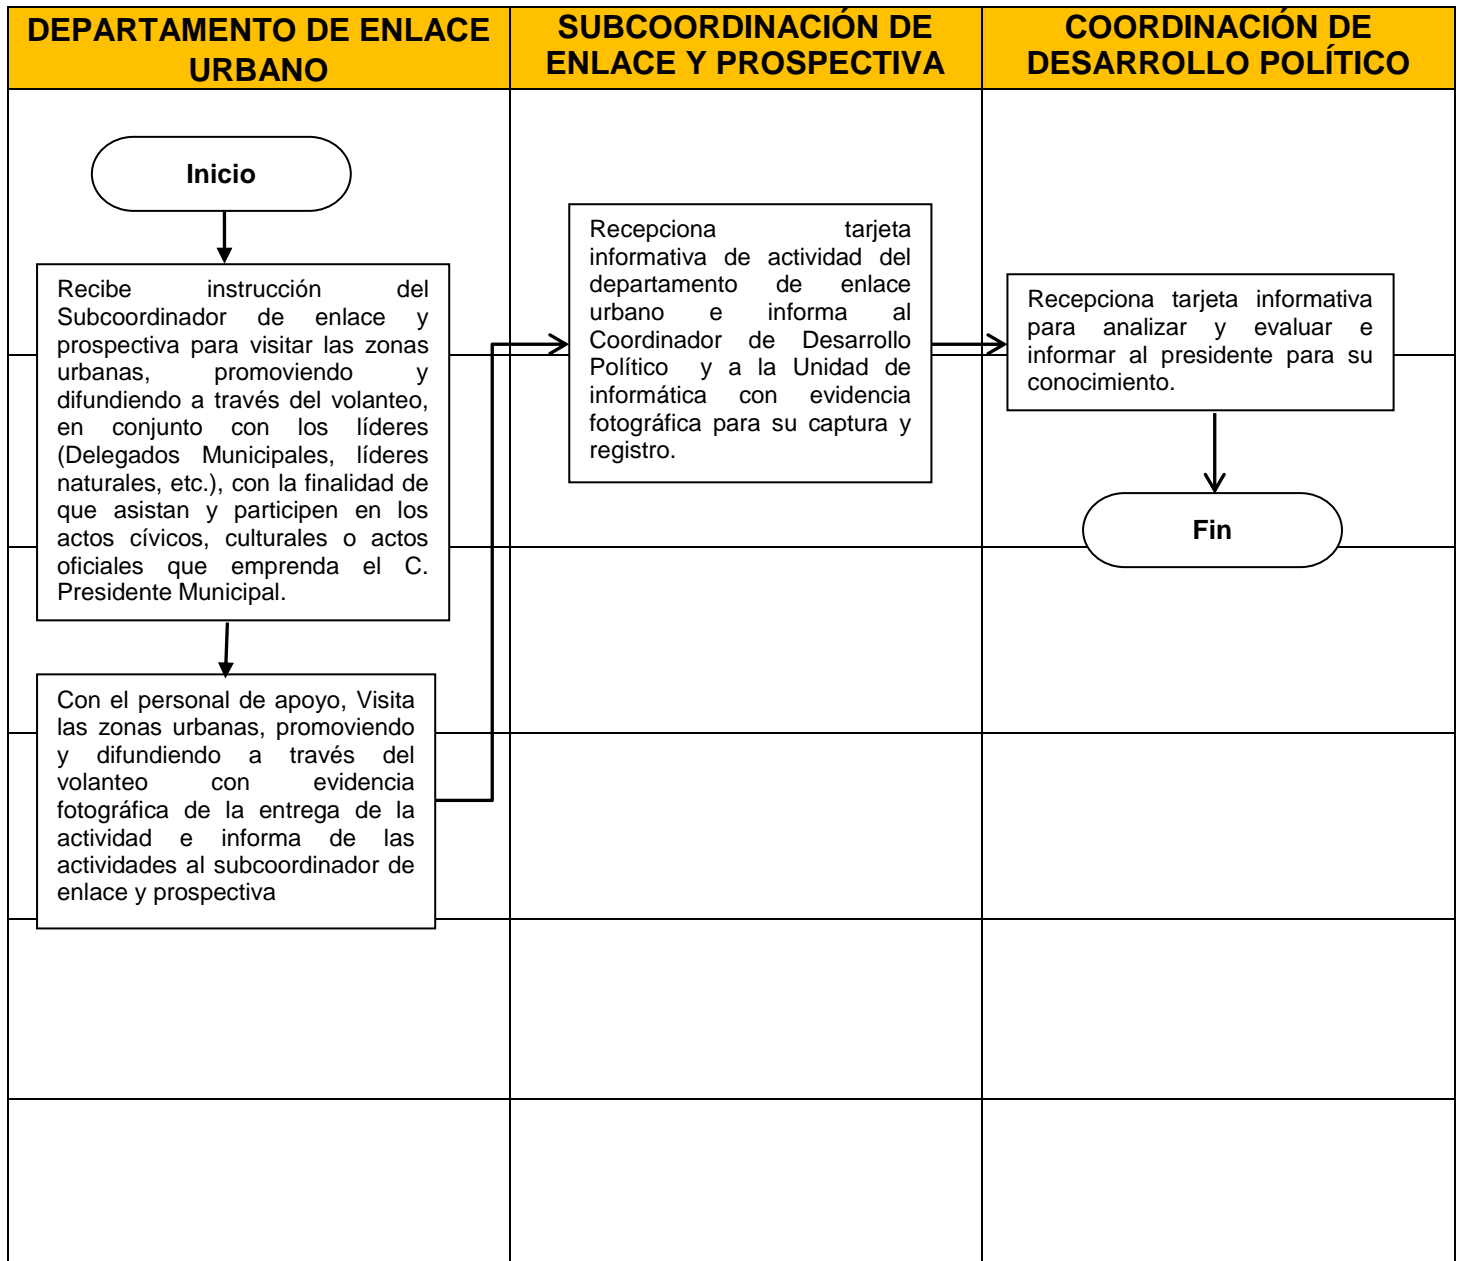 DEPARTAMENTO DE ENLACE
URBANO
SUBCOORDINACIÓN DE
ENLACE Y PROSPECTIVA
COORDINACIÓN DE
DESARROLLO POLÍTICO
Inicio
Recibe instrucción del
Subcoordinador de enlace y
prospectiva para visitar las zonas
urbanas, promoviendo y
difundiendo a través del volanteo,
en conjunto con los líderes
(Delegados Municipales, líderes
naturales, etc.), con la finalidad de
que asistan y participen en los
actos cívicos, culturales o actos
oficiales que emprenda el C.
Presidente Municipal.
Con el personal de apoyo, Visita
las zonas urbanas, promoviendo
y difundiendo a través del
volanteo con evidencia
fotográfica de la entrega de la
actividad e informa de las
actividades al subcoordinador de
enlace y prospectiva
Recepciona tarjeta
informativa de actividad del
departamento de enlace
urbano e informa al
Coordinador de Desarrollo
Político y a la Unidad de
informática con evidencia
fotográfica para su captura y
registro.
Recepciona tarjeta informativa
para analizar y evaluar e
informar al presidente para su
conocimiento.
Fin